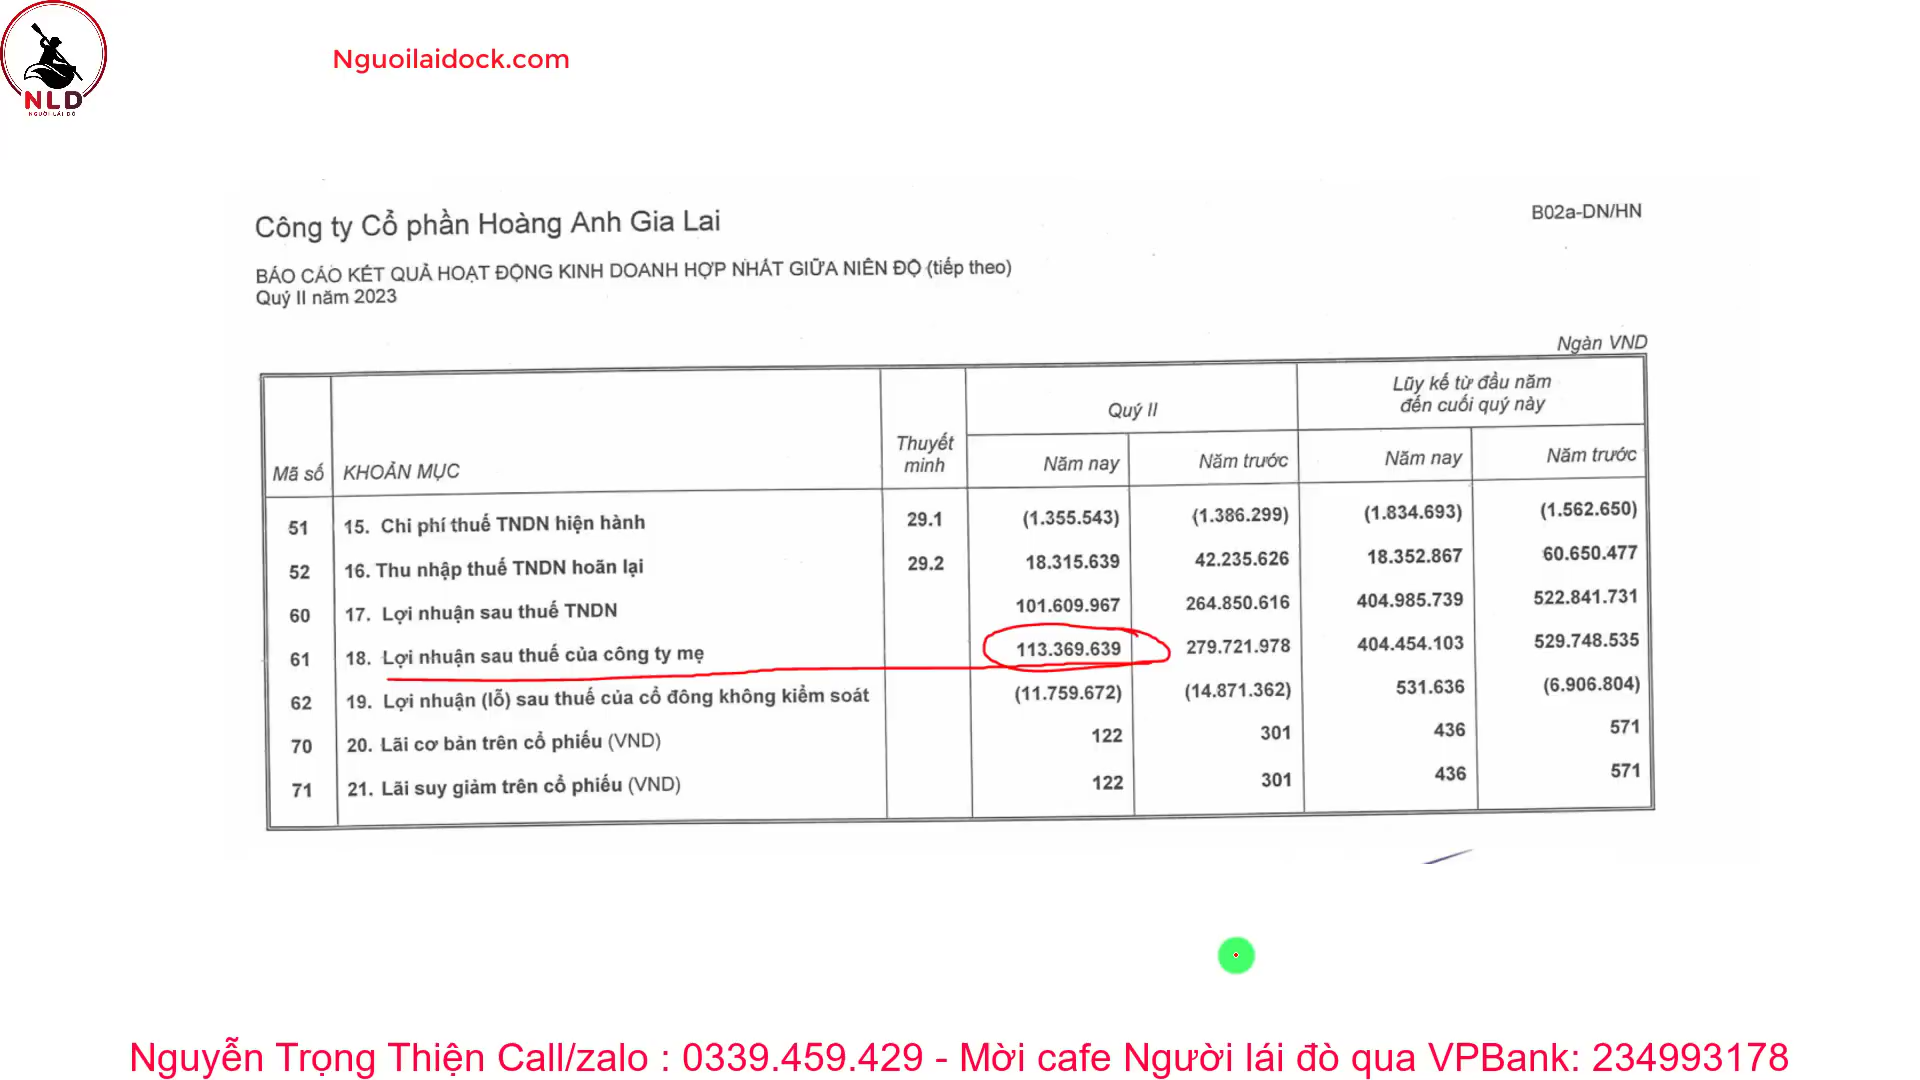 NLD
NGƯỜI LÁI ĐÒ
Nguoilaidock.com
Công ty Cổ phần Hoàng Anh Gia Lai
B02a-DN/HN
BÁO CÁO KẾT QUẢ HOẠT ĐỘNG KINH DOANH HỢP NHẤT GIỮA NIÊN ĐỘ (tiếp theo)
Quý II năm 2023
Ngàn VND
Mã số KHOẢN MỤC Thuyết minh Quý II Lũy kế từ đầu năm đến cuối quý này
Năm nay Năm trước Năm nay Năm trước
51 15. Chi phí thuế TNDN hiện hành 29.1 (1.355.543) (1.386.299) (1.834.693) (1.562.650)
52 16. Thu nhập thuế TNDN hoãn lại 29.2 18.315.639 42.235.626 18.352.867 60.650.477
60 17. Lợi nhuận sau thuế TNDN 101.609.967 264.850.616 404.985.739 522.841.731
61 18. Lợi nhuận sau thuế của công ty mẹ 113.369.639 279.721.978 404.454.103 529.748.535
62 19. Lợi nhuận (lỗ) sau thuế của cổ đông không kiểm soát (11.759.672) (14.871.362) 531.636 (6.906.804)
70 20. Lãi cơ bản trên cổ phiếu (VND) 122 301 436 571
71 21. Lãi suy giảm trên cổ phiếu (VND) 122 301 436 571
Nguyễn Trọng Thiện Call/zalo : 0339.459.429 - Mời cafe Người lái đò qua VPBank: 234993178